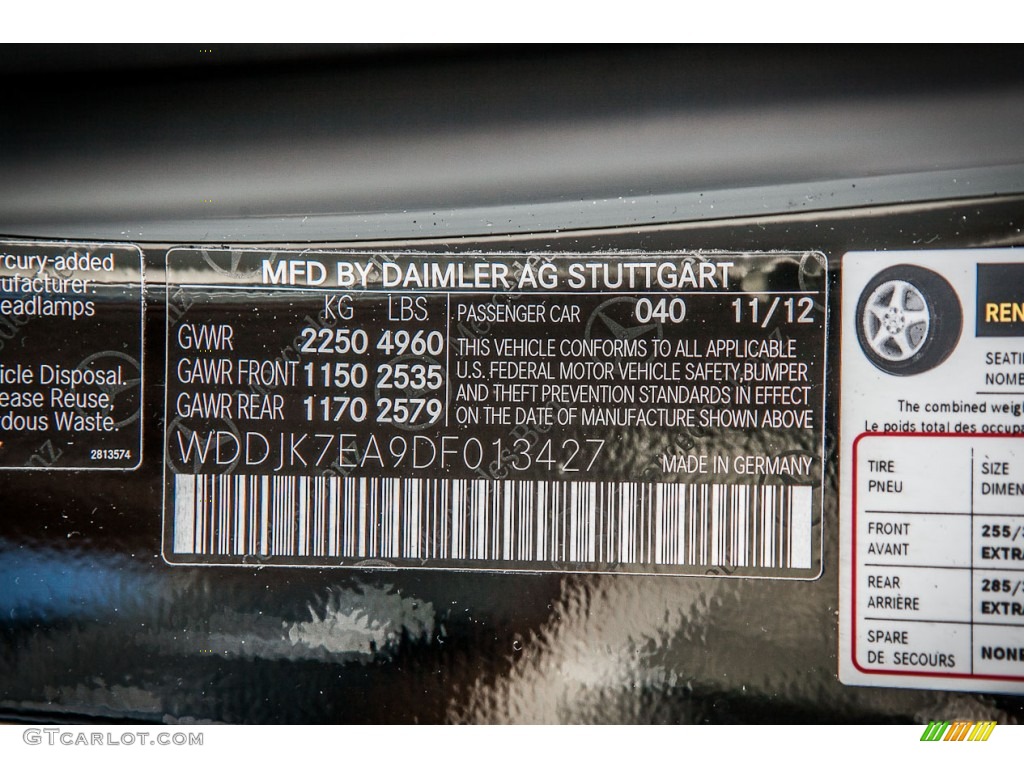 rcury-added
ufacturer:
eadlamps
icle Disposal.
ease Reuse,
rdous Waste.
2813574
MFD BY DAIMLER AG STUTTGART
KG LBS
GVWR 2250 4960
GAWR FRONT 1150 2535
GAWR REAR 1170 2579
PASSENGER CAR 040 11/12
THIS VEHICLE CONFORMS TO ALL APPLICABLE
U.S. FEDERAL MOTOR VEHICLE SAFETY, BUMPER
AND THEFT PREVENTION STANDARDS IN EFFECT
ON THE DATE OF MANUFACTURE SHOWN ABOVE
WDDJK7EA9DF013427 MADE IN GERMANY
REN
SEATI
NOMB
The combined weig
Le poids total des occup
TIRE SIZE
PNEU DIMEN
FRONT 255/
AVANT EXTRA
REAR 285/
ARRIÈRE EXTRA
SPARE NONE
DE SECOURS
GTcarlot.com